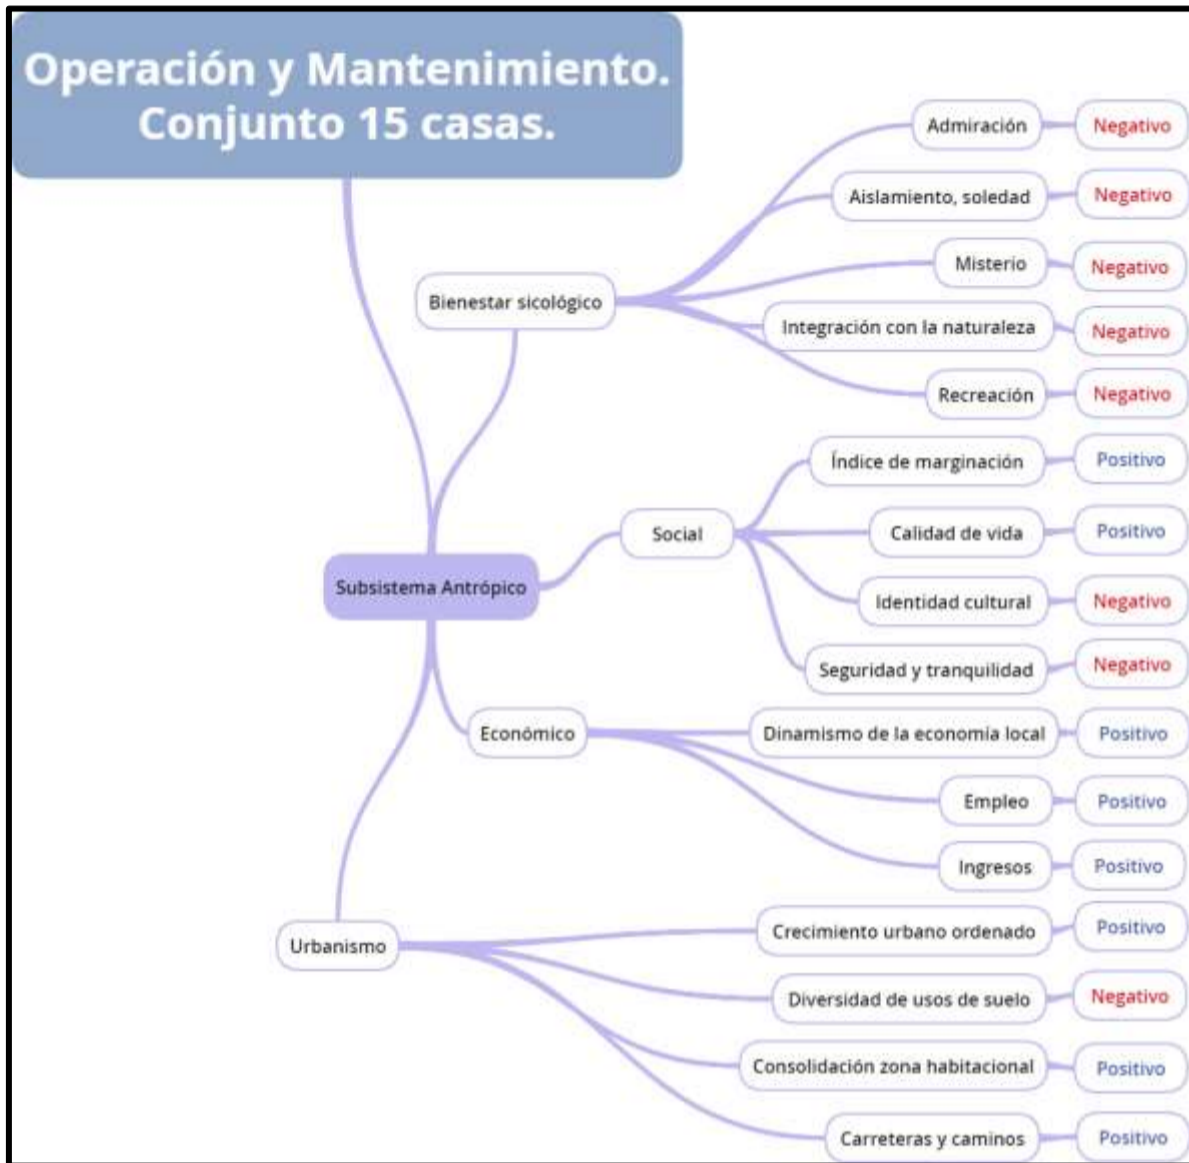 Operación y Mantenimiento.
Conjunto 15 casas.
Admiración Negativo
Aislamiento, soledad Negativo
Misterio Negativo
Bienestar sicológico
Integración con la naturaleza Negativo
Recreación Negativo
Índice de marginación Positivo
Social
Calidad de vida Positivo
Subsistema Antrópico
Identidad cultural Negativo
Seguridad y tranquilidad Negativo
Económico
Dinamismo de la economía local Positivo
Empleo Positivo
Ingresos Positivo
Urbanismo
Crecimiento urbano ordenado Positivo
Diversidad de usos de suelo Negativo
Consolidación zona habitacional Positivo
Carreteras y caminos Positivo